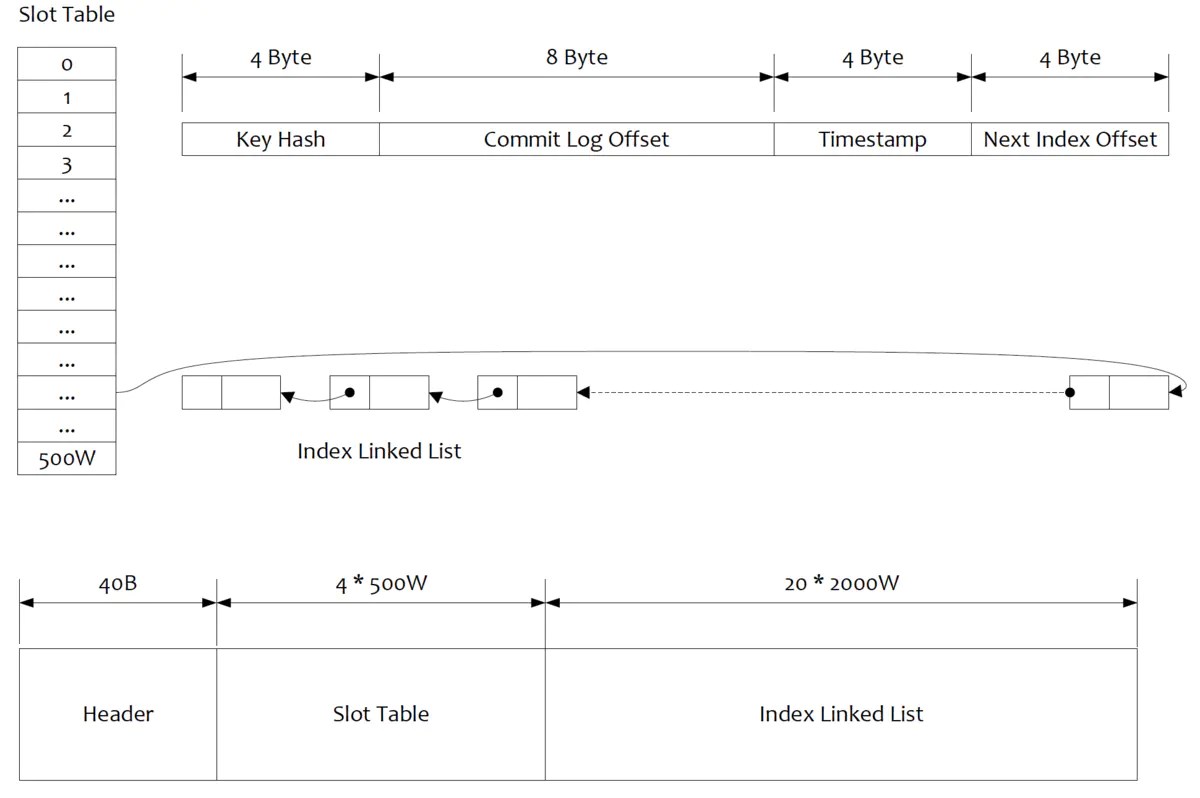 Slot Table
0
1
2
3
...
...
...
...
...
...
...
...
500W
4 Byte 8 Byte 4 Byte 4 Byte
Key Hash Commit Log Offset Timestamp Next Index Offset
Index Linked List
40B 4 * 500W 20 * 2000W
Header Slot Table Index Linked List